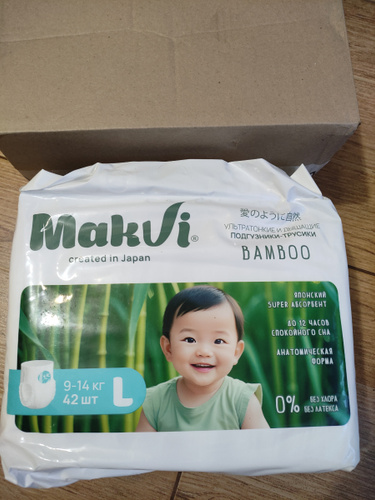 MakVi®
created in Japan
愛のように自然
УЛЬТРАТОНКИЕ И ДЫШАЩИЕ
ПОДГУЗНИКИ-ТРУСИКИ
BAMBOO
ЯПОНСКИЙ
SUPER АБСОРБЕНТ
ДО 12 ЧАСОВ
СПОКОЙНОГО СНА
АНАТОМИЧЕСКАЯ
ФОРМА
9-14 КГ
42 ШТ
L
0%
БЕЗ ХЛОРА
БЕЗ ЛАТЕКСА